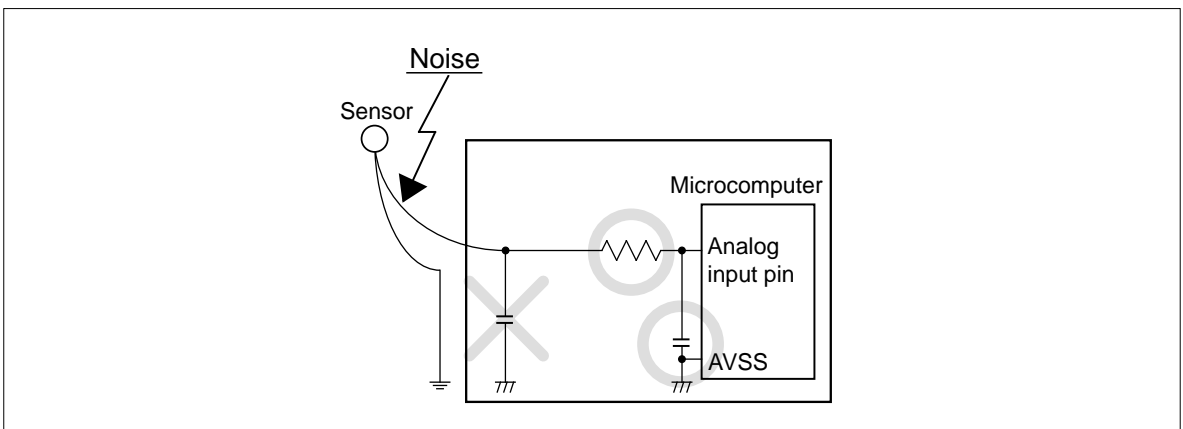 Noise
Sensor
Microcomputer
Analog
input pin
AVSS